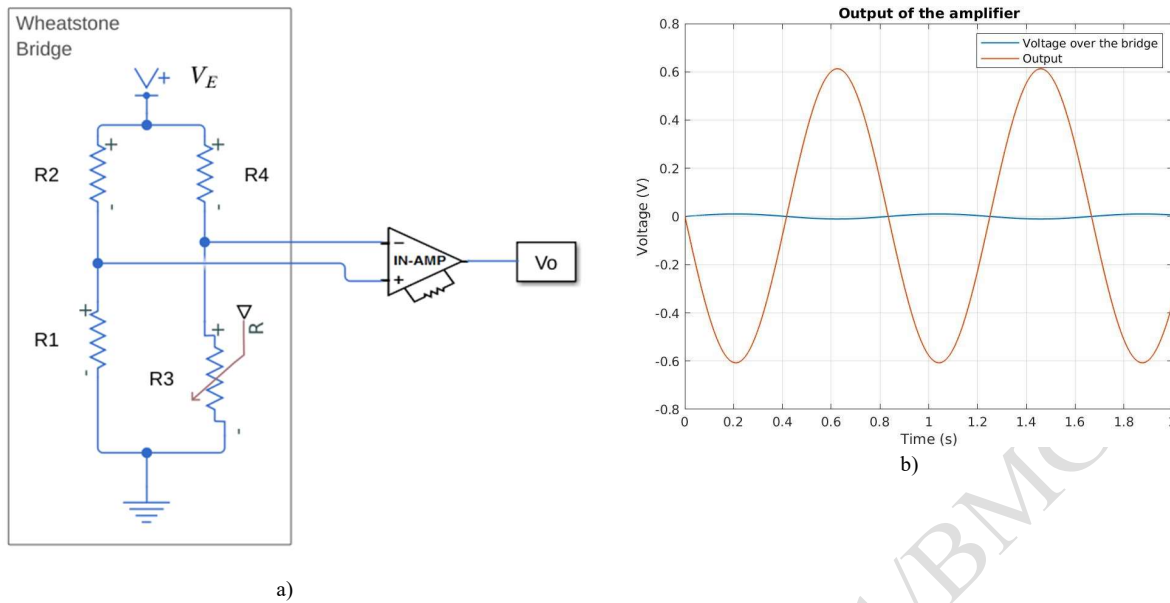 Wheatstone
Bridge
+ V_E
+ +
R2 R4
- -
−
IN-AMP
+
Vo
+
R
+
R1
-
R3
-
a)
Output of the amplifier
Voltage over the bridge
Output
0.8
0.6
0.4
0.2
0
-0.2
-0.4
-0.6
-0.8
Voltage (V)
0 0.2 0.4 0.6 0.8 1 1.2 1.4 1.6 1.8 2
Time (s)
b)
/BMC